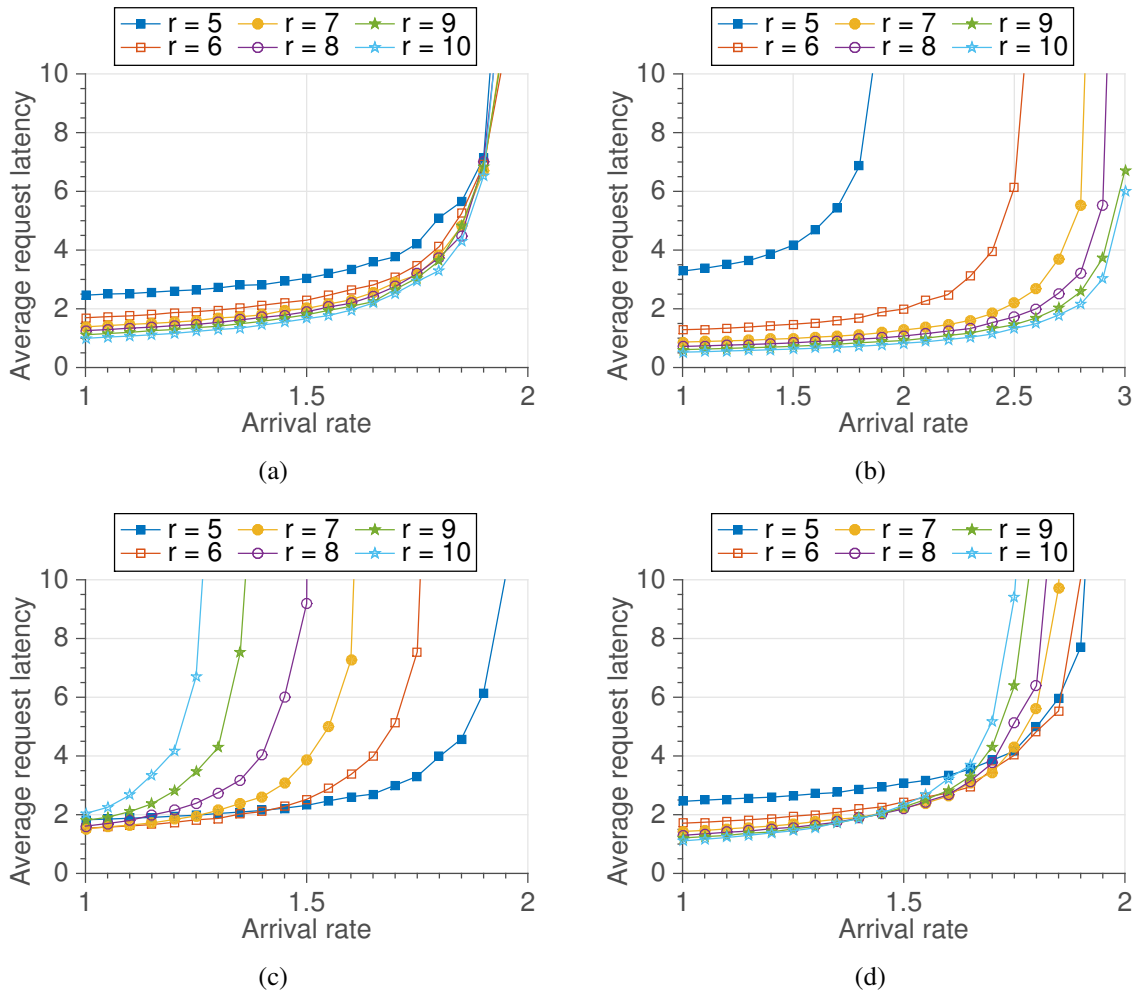 r = 5 r = 7 r = 9
r = 6 r = 8 r = 10
10
8
6
4
2
0
Average request latency
1 1.5 2
Arrival rate
(a)
r = 5 r = 7 r = 9
r = 6 r = 8 r = 10
10
8
6
4
2
0
Average request latency
1 1.5 2 2.5 3
Arrival rate
(b)
r = 5 r = 7 r = 9
r = 6 r = 8 r = 10
10
8
6
4
2
0
Average request latency
1 1.5 2
Arrival rate
(c)
r = 5 r = 7 r = 9
r = 6 r = 8 r = 10
10
8
6
4
2
0
Average request latency
1 1.5 2
Arrival rate
(d)